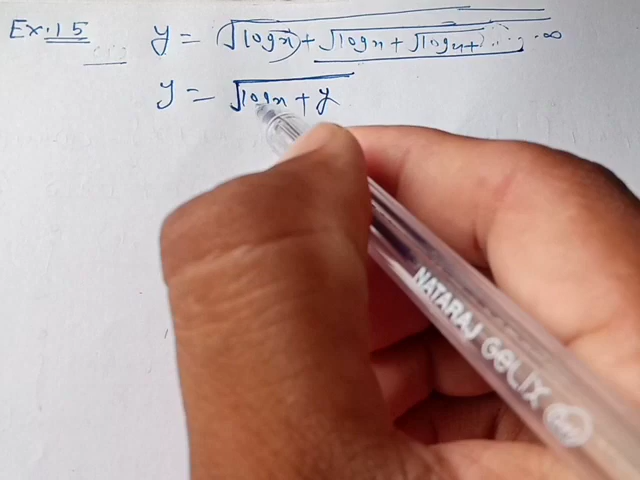 Ex.15 y = √log x + √log x + √log x + ..... ∞
y = √log x + y
NATARAJ GELIX